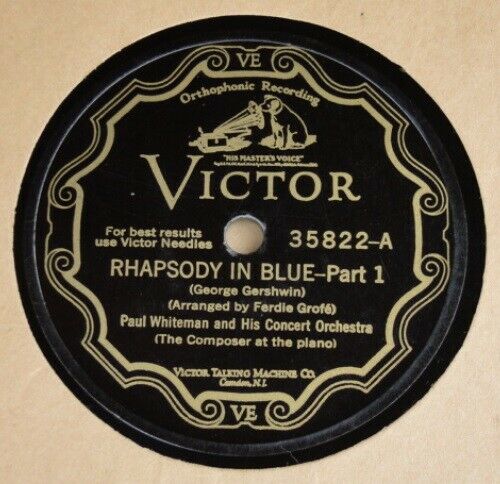 VE
Orthophonic Recording
"HIS MASTER'S VOICE"
VICTOR
For best results
use Victor Needles
35822-A
RHAPSODY IN BLUE-Part 1
(George Gershwin)
(Arranged by Ferdie Grofé)
Paul Whiteman and His Concert Orchestra
(The Composer at the piano)
VICTOR TALKING MACHINE CO.
Camden, N.J.
VE